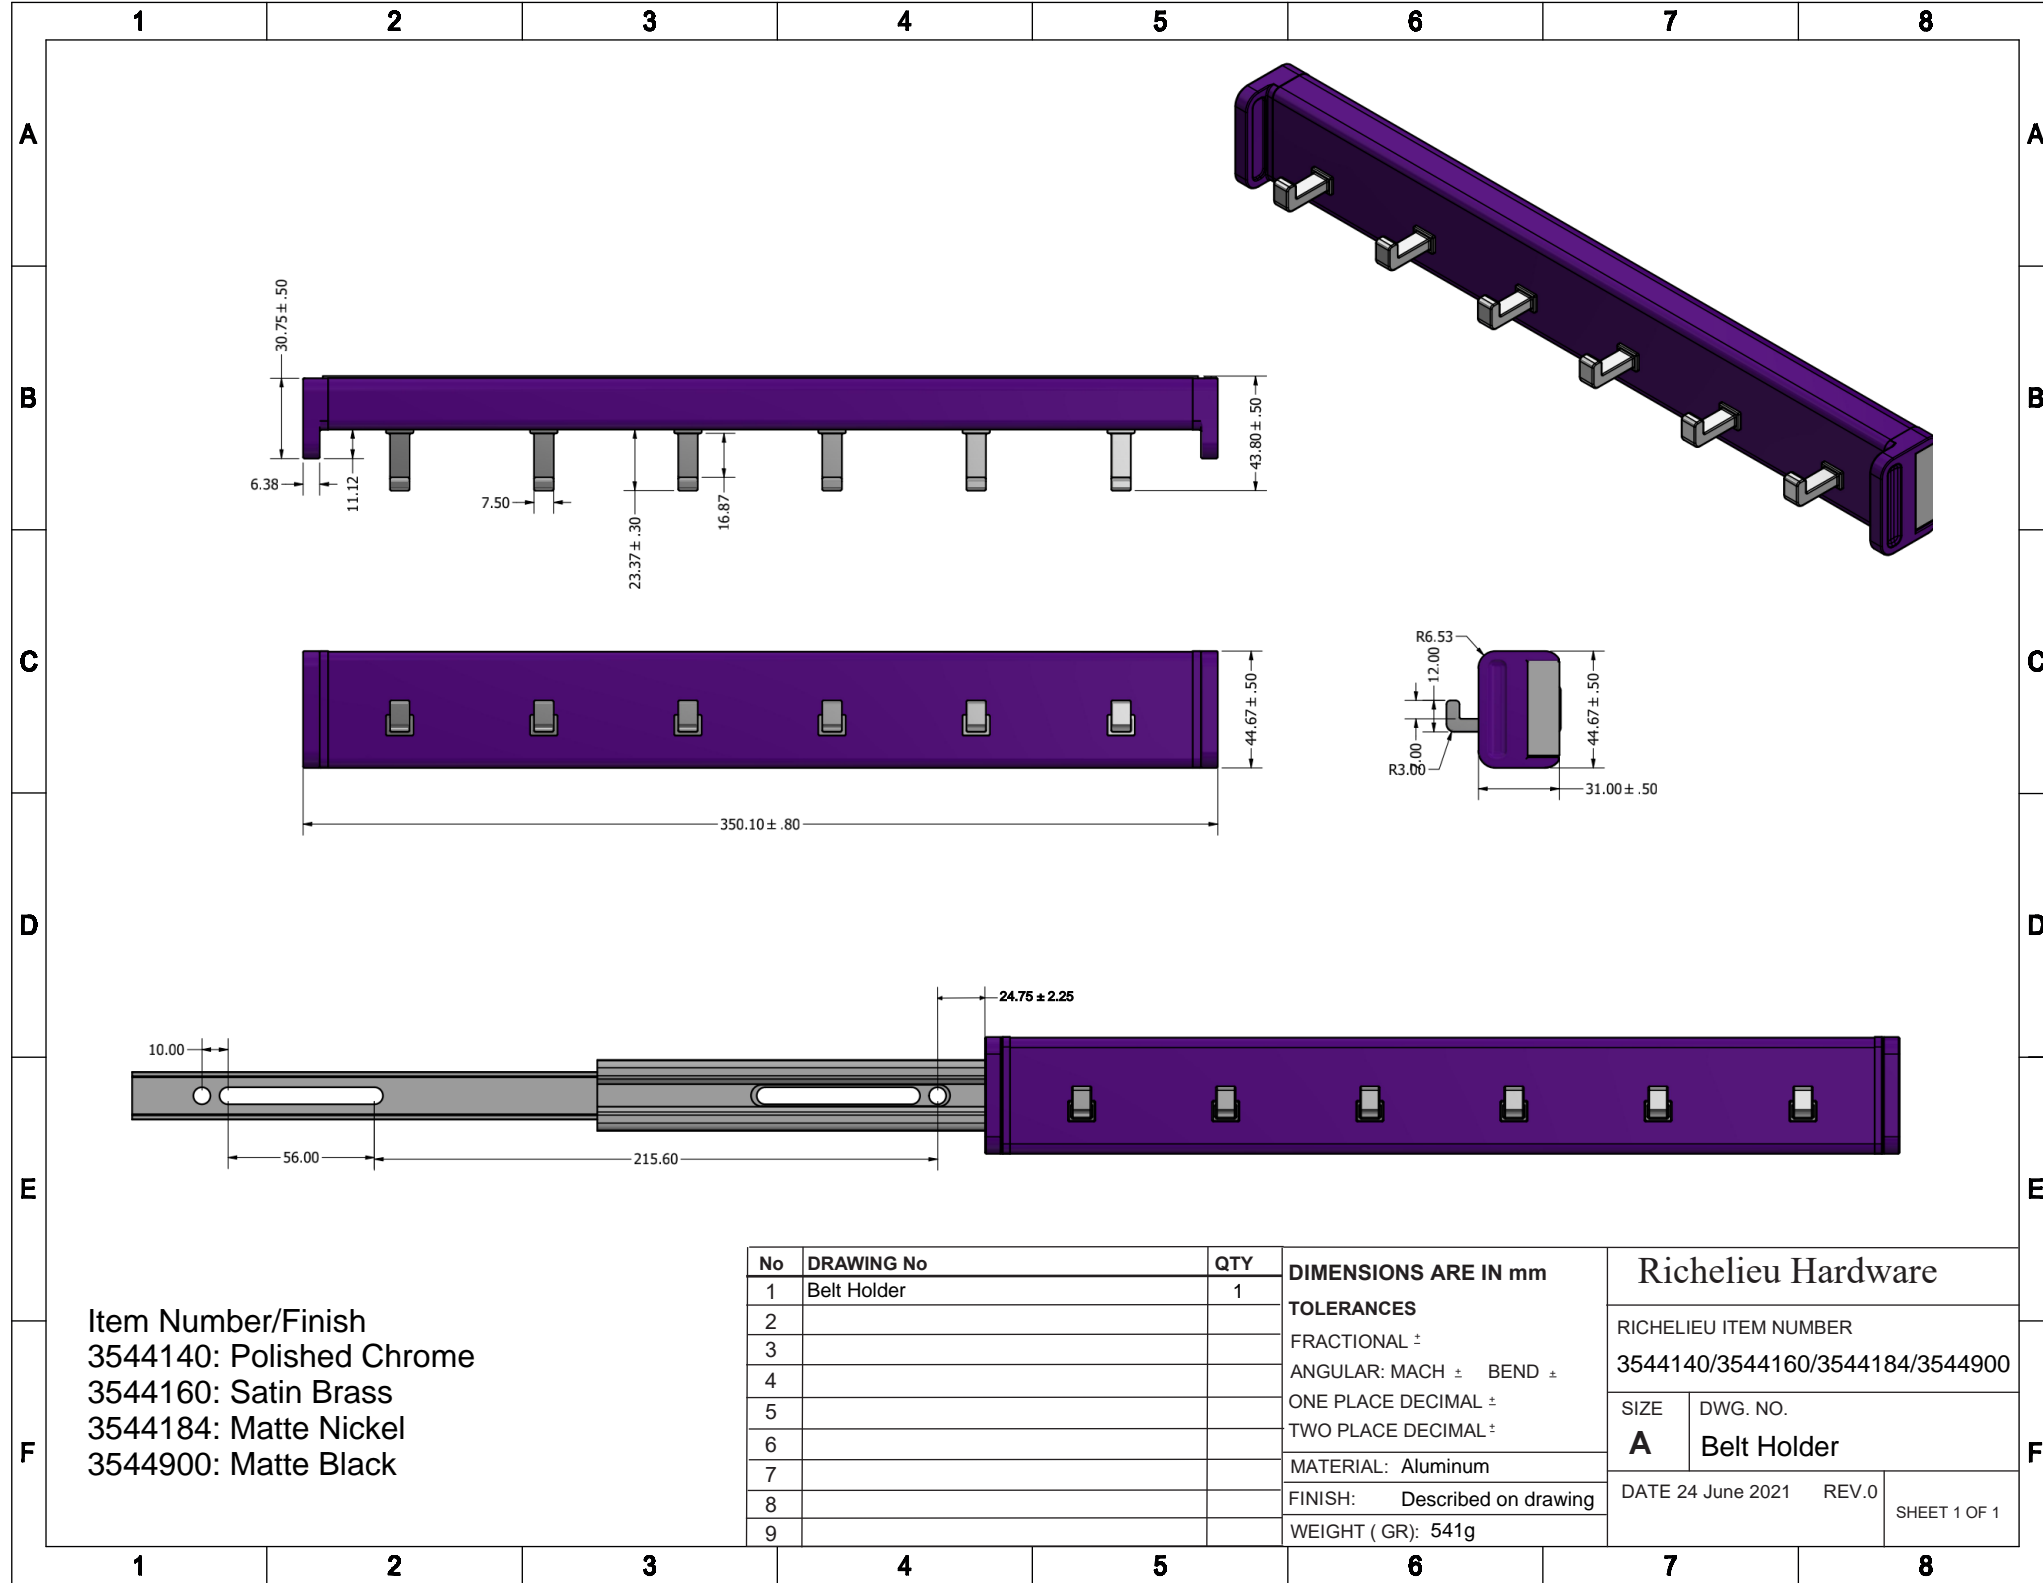 1 2 3 4 5 6 7 8
A A
30.75 ± .50
B B
43.80 ± .50
6.38
11.12
7.50
23.37 ± .30
16.87
C C
R6.53
12.00
44.67 ± .50
44.67 ± .50
R3.00
31.00 ± .50
350.10 ± .80
D D
24.75 ± 2.25
10.00
56.00
215.60
E E
Item Number/Finish
3544140: Polished Chrome
3544160: Satin Brass
3544184: Matte Nickel
3544900: Matte Black
No DRAWING No QTY
1 Belt Holder 1
2
3
4
5
6
7
8
9
DIMENSIONS ARE IN mm
TOLERANCES
FRACTIONAL ±
ANGULAR: MACH ± BEND ±
ONE PLACE DECIMAL ±
TWO PLACE DECIMAL ±
MATERIAL: Aluminum
FINISH: Described on drawing
WEIGHT ( GR): 541g
Richelieu Hardware
RICHELIEU ITEM NUMBER
3544140/3544160/3544184/3544900
SIZE DWG. NO.
A Belt Holder
DATE 24 June 2021 REV.0
SHEET 1 OF 1
F F
1 2 3 4 5 6 7 8